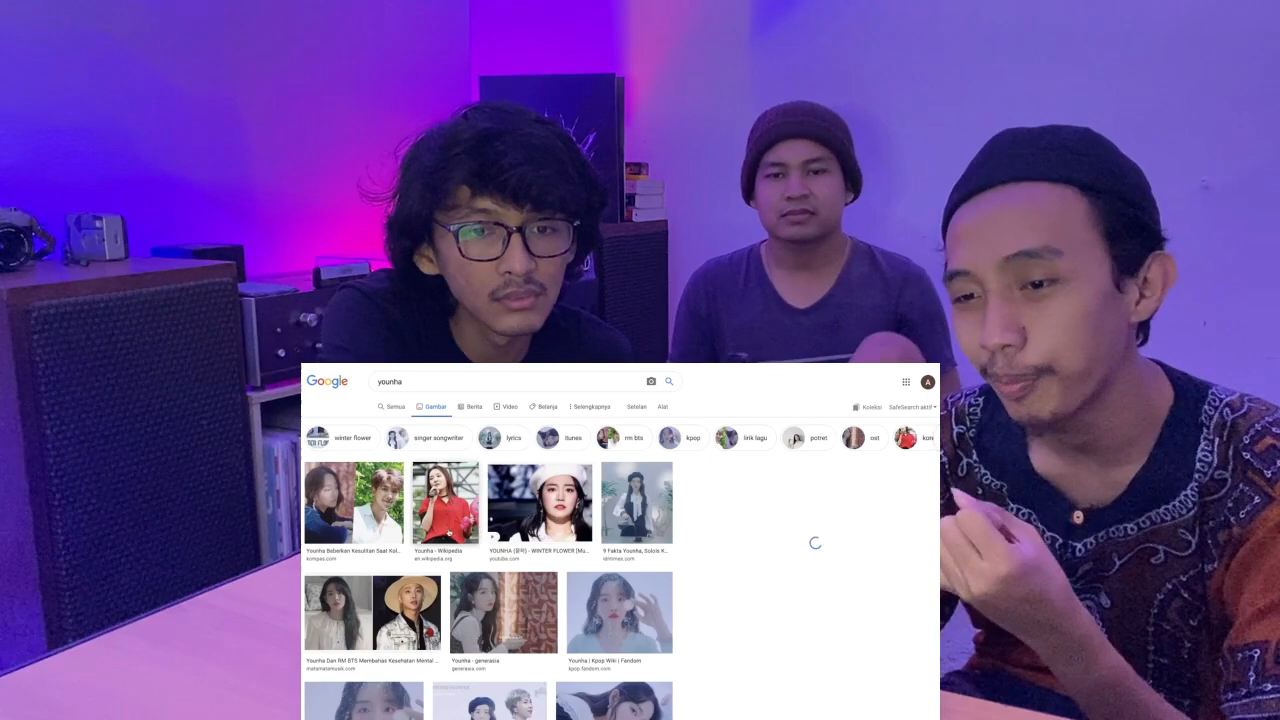 Google
younha
A
Semua
Gambar
Berita
Video
Belanja
Selengkapnya
Setelan
Alat
Koleksi
SafeSearch aktif
winter flower
singer songwriter
lyrics
itunes
rm bts
kpop
lirik lagu
potret
ost
Younha Beberkan Kesulitan Saat Kol...
kompas.com
Younha - Wikipedia
en.wikipedia.org
YOUNHA (윤하) - WINTER FLOWER [Mu...
youtube.com
9 Fakta Younha, Solois K...
idntimes.com
Younha Dan RM BTS Membahas Kesehatan Mental ...
matamatamusik.com
Younha - generasia
generasia.com
Younha | Kpop Wiki | Fandom
kpop.fandom.com